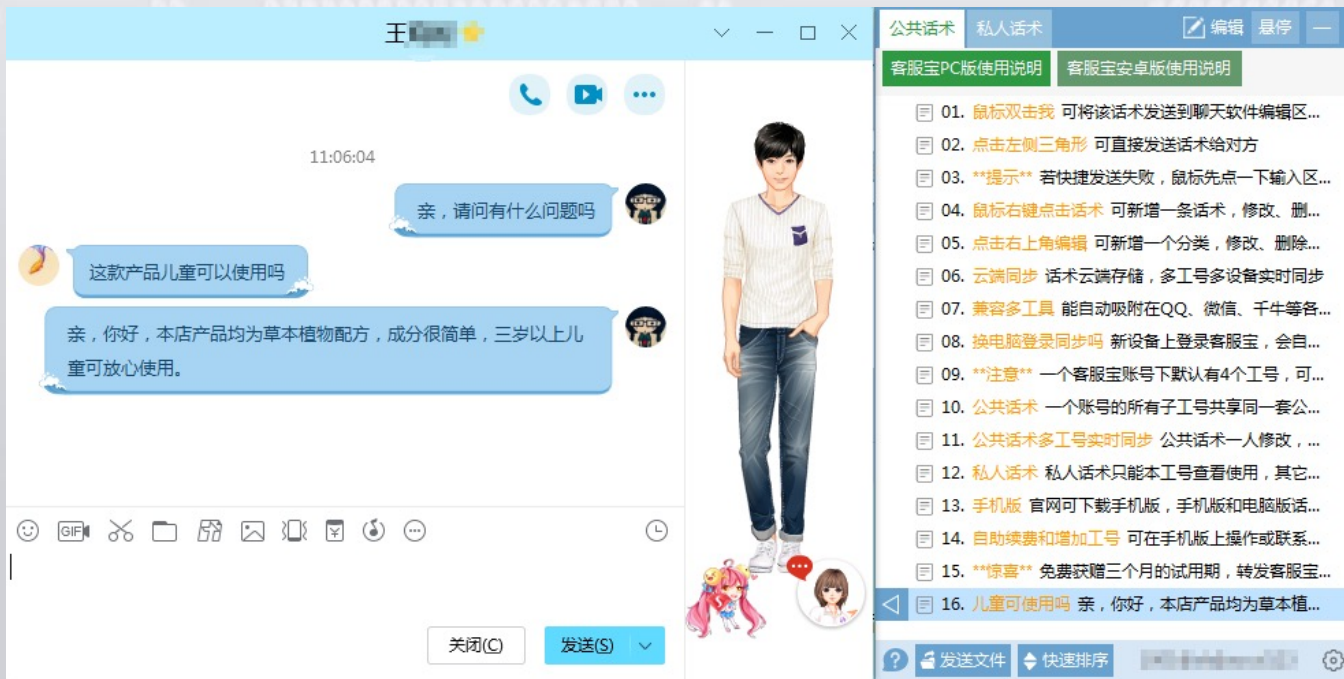 王
11:06:04
亲，请问有什么问题吗
这款产品儿童可以使用吗
亲，你好，本店产品均为草本植物配方，成分很简单，三岁以上儿
童可放心使用。
GIF
关闭(C)
发送(S)
公共话术 私人话术 编辑 悬停
客服宝PC版使用说明 客服宝安卓版使用说明
01. 鼠标双击我 可将该话术发送到聊天软件编辑区...
02. 点击左侧三角形 可直接发送话术给对方
03. **提示** 若快捷发送失败，鼠标先点一下输入区...
04. 鼠标右键点击话术 可新增一条话术，修改、删...
05. 点击右上角编辑 可新增一个分类，修改、删除...
06. 云端同步 话术云端存储，多工号多设备实时同步
07. 兼容多工具 能自动吸附在QQ、微信、千牛等各...
08. 换电脑登录同步吗 新设备上登录客服宝，会自...
09. **注意** 一个客服宝账号下默认有4个工号，可...
10. 公共话术 一个账号的所有子工号共享同一套公...
11. 公共话术多工号实时同步 公共话术一人修改，...
12. 私人话术 私人话术只能本工号查看使用，其它...
13. 手机版 官网可下载手机版，手机版和电脑版话...
14. 自助续费和增加工号 可在手机版上操作或联系...
15. **惊喜** 免费获赠三个月的试用期，转发客服宝...
16. 儿童可使用吗 亲，你好，本店产品均为草本植...
发送文件 快速排序